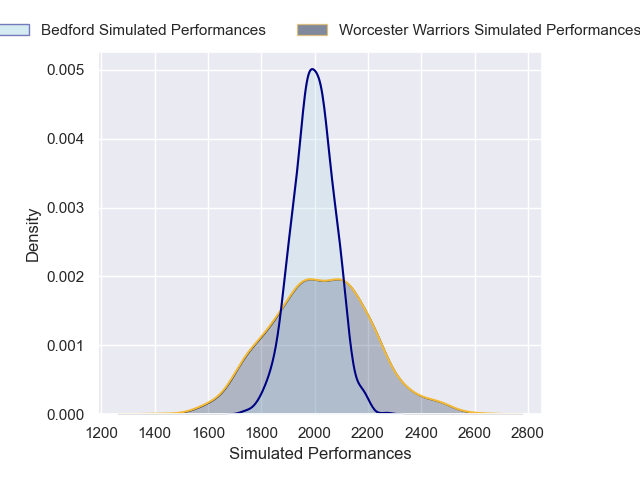 Bedford Simulated Performances Worcester Warriors Simulated Performances
0.005
0.004
0.003
0.002
0.001
0.000
Density
1200 1400 1600 1800 2000 2200 2400 2600 2800
Simulated Performances